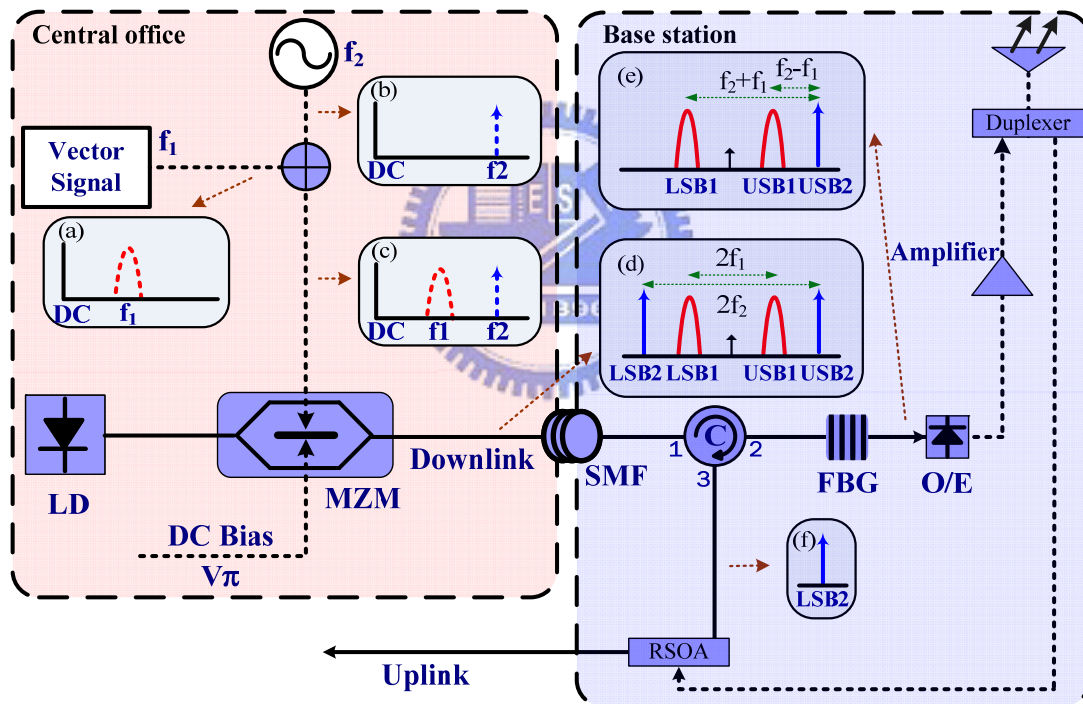 Central office
Base station
f2
Vector
Signal
f1
(a)
DC
f1
(b)
DC
f2
(c)
DC
f1
f2
(e)
f2+f1
f2-f1
LSB1
USB1
USB2
(d)
2f1
2f2
LSB2
LSB1
USB1
USB2
Duplexer
Amplifier
LD
MZM
DC Bias
Vπ
Downlink
SMF
C
1
2
3
FBG
O/E
(f)
LSB2
RSOA
Uplink
ES
1896